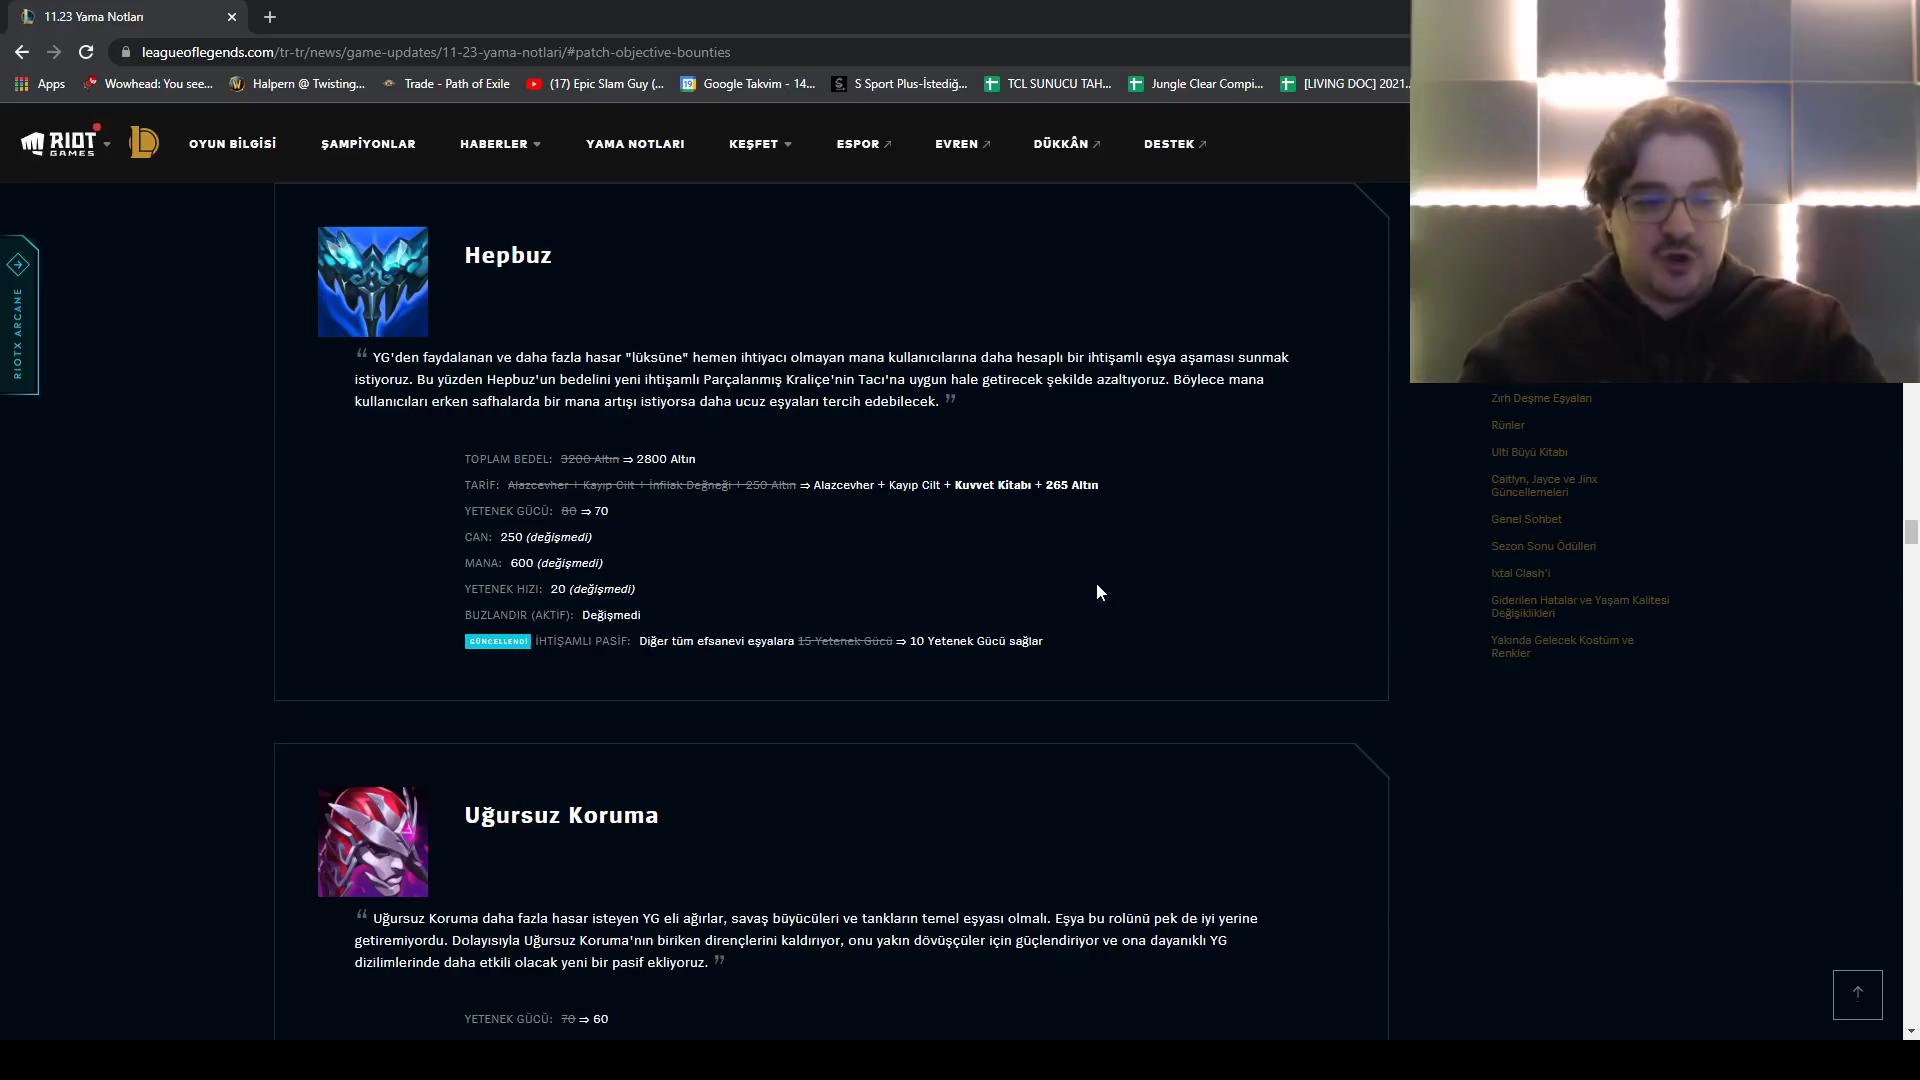 11.23 Yama Notları
leagueoflegends.com/tr-tr/news/game-updates/11-23-yama-notlari/#patch-objective-bounties
Apps
Wowhead: You see...
Halpern @ Twisting...
Trade - Path of Exile
(17) Epic Slam Guy (...
Google Takvim - 14...
S Sport Plus-İstediğ...
TCL SUNUCU TAH...
Jungle Clear Compi...
[LIVING DOC] 2021...
RIOT GAMES
OYUN BİLGİSİ
ŞAMPİYONLAR
HABERLER
YAMA NOTLARI
KEŞFET
ESPOR
EVREN
DÜKKÂN
DESTEK
RIOTX ARCANE
Hepbuz
“ YG'den faydalanan ve daha fazla hasar "lüksüne" hemen ihtiyacı olmayan mana kullanıcılarına daha hesaplı bir ihtişamlı eşya aşaması sunmak
istiyoruz. Bu yüzden Hepbuz'un bedelini yeni ihtişamlı Parçalanmış Kraliçe'nin Tacı'na uygun hale getirecek şekilde azaltıyoruz. Böylece mana
kullanıcıları erken safhalarda bir mana artışı istiyorsa daha ucuz eşyaları tercih edebilecek. ”
TOPLAM BEDEL: 3200 Altın ⇒ 2800 Altın
TARİF: Alazcevher + Kayıp Cilt + İnfilak Değneği + 250 Altın ⇒ Alazcevher + Kayıp Cilt + Kuvvet Kitabı + 265 Altın
YETENEK GÜCÜ: 80 ⇒ 70
CAN: 250 (değişmedi)
MANA: 600 (değişmedi)
YETENEK HIZI: 20 (değişmedi)
BUZLANDIR (AKTİF): Değişmedi
GÜNCELLENDİ İHTİŞAMLI PASİF: Diğer tüm efsanevi eşyalara 15 Yetenek Gücü ⇒ 10 Yetenek Gücü sağlar
Uğursuz Koruma
“ Uğursuz Koruma daha fazla hasar isteyen YG eli ağırlar, savaş büyücüleri ve tankların temel eşyası olmalı. Eşya bu rolünü pek de iyi yerine
getiremiyordu. Dolayısıyla Uğursuz Koruma'nın biriken dirençlerini kaldırıyor, onu yakın dövüşçüler için güçlendiriyor ve ona dayanıklı YG
dizilimlerinde daha etkili olacak yeni bir pasif ekliyoruz. ”
YETENEK GÜCÜ: 70 ⇒ 60
Zırh Deşme Eşyaları
Rünler
Ulti Büyü Kitabı
Caitlyn, Jayce ve Jinx
Güncellemeleri
Genel Sohbet
Sezon Sonu Ödülleri
Ixtal Clash'i
Giderilen Hatalar ve Yaşam Kalitesi
Değişiklikleri
Yakında Gelecek Kostüm ve
Renkler